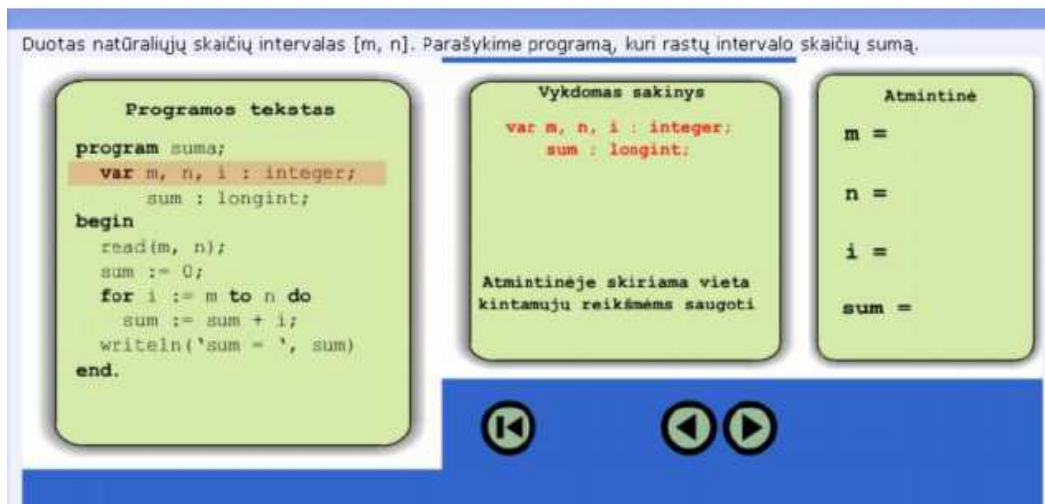 Duotas natūraliųjų skaičių intervalas [m, n]. Parašykime programą, kuri rastų intervalo skaičių sumą.
Programos tekstas
program suma;
var m, n, i : integer;
sum : longint;
begin
read(m, n);
sum := 0;
for i := m to n do
sum := sum + i;
writeln(‘sum = ‘, sum)
end.
Vykdomas sakinys
var m, n, i : integer;
sum : longint;
Atmintinėje skiriama vieta
kintamųjų reikšmėms saugoti
Atmintinė
m =
n =
i =
sum =